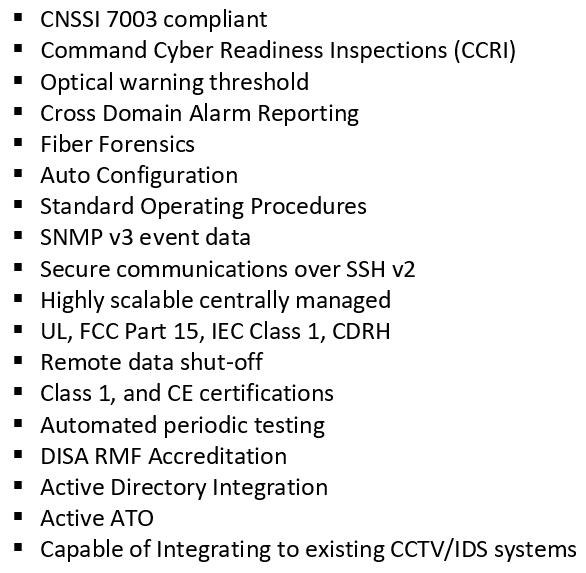 ▪ CNSSI 7003 compliant
▪ Command Cyber Readiness Inspections (CCRI)
▪ Optical warning threshold
▪ Cross Domain Alarm Reporting
▪ Fiber Forensics
▪ Auto Configuration
▪ Standard Operating Procedures
▪ SNMP v3 event data
▪ Secure communications over SSH v2
▪ Highly scalable centrally managed
▪ UL, FCC Part 15, IEC Class 1, CDRH
▪ Remote data shut-off
▪ Class 1, and CE certifications
▪ Automated periodic testing
▪ DISA RMF Accreditation
▪ Active Directory Integration
▪ Active ATO
▪ Capable of Integrating to existing CCTV/IDS systems